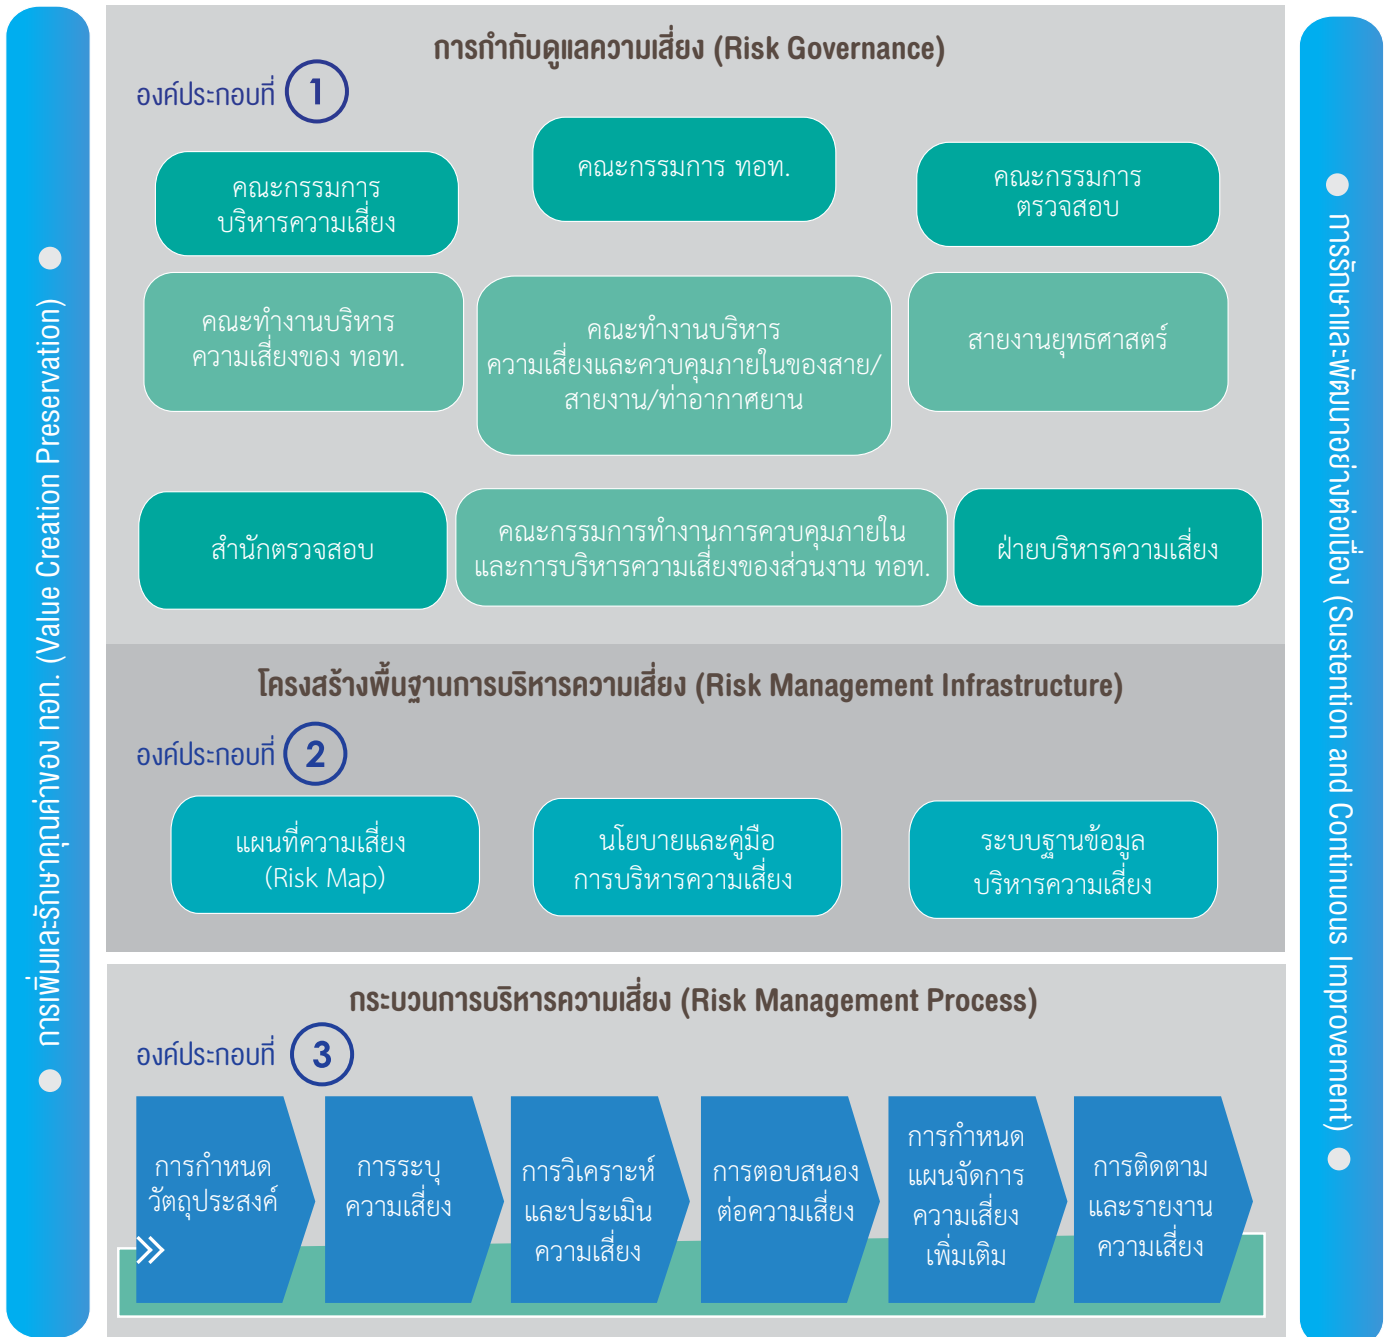 การเพิ่มและรักษาคุณค่าของ ทอท. (Value Creation Preservation)
การกำกับดูแลความเสี่ยง (Risk Governance)
องค์ประกอบที่ 1
คณะกรรมการ
บริหารความเสี่ยง
คณะกรรมการ ทอท.
คณะกรรมการ
ตรวจสอบ
คณะทำงานบริหาร
ความเสี่ยงของ ทอท.
คณะทำงานบริหาร
ความเสี่ยงและควบคุมภายในของสาย/
สายงาน/ท่าอากาศยาน
สายงานยุทธศาสตร์
สำนักตรวจสอบ
คณะกรรมการทำงานการควบคุมภายใน
และการบริหารความเสี่ยงของส่วนงาน ทอท.
ฝ่ายบริหารความเสี่ยง
โครงสร้างพื้นฐานการบริหารความเสี่ยง (Risk Management Infrastructure)
องค์ประกอบที่ 2
แผนที่ความเสี่ยง
(Risk Map)
นโยบายและคู่มือ
การบริหารความเสี่ยง
ระบบฐานข้อมูล
บริหารความเสี่ยง
กระบวนการบริหารความเสี่ยง (Risk Management Process)
องค์ประกอบที่ 3
การกำหนด
วัตถุประสงค์
การระบุ
ความเสี่ยง
การวิเคราะห์
และประเมิน
ความเสี่ยง
การตอบสนอง
ต่อความเสี่ยง
การกำหนด
แผนจัดการ
ความเสี่ยง
เพิ่มเติม
การติดตาม
และรายงาน
ความเสี่ยง
การรักษาและพัฒนาอย่างต่อเนื่อง (Sustention and Continuous Improvement)